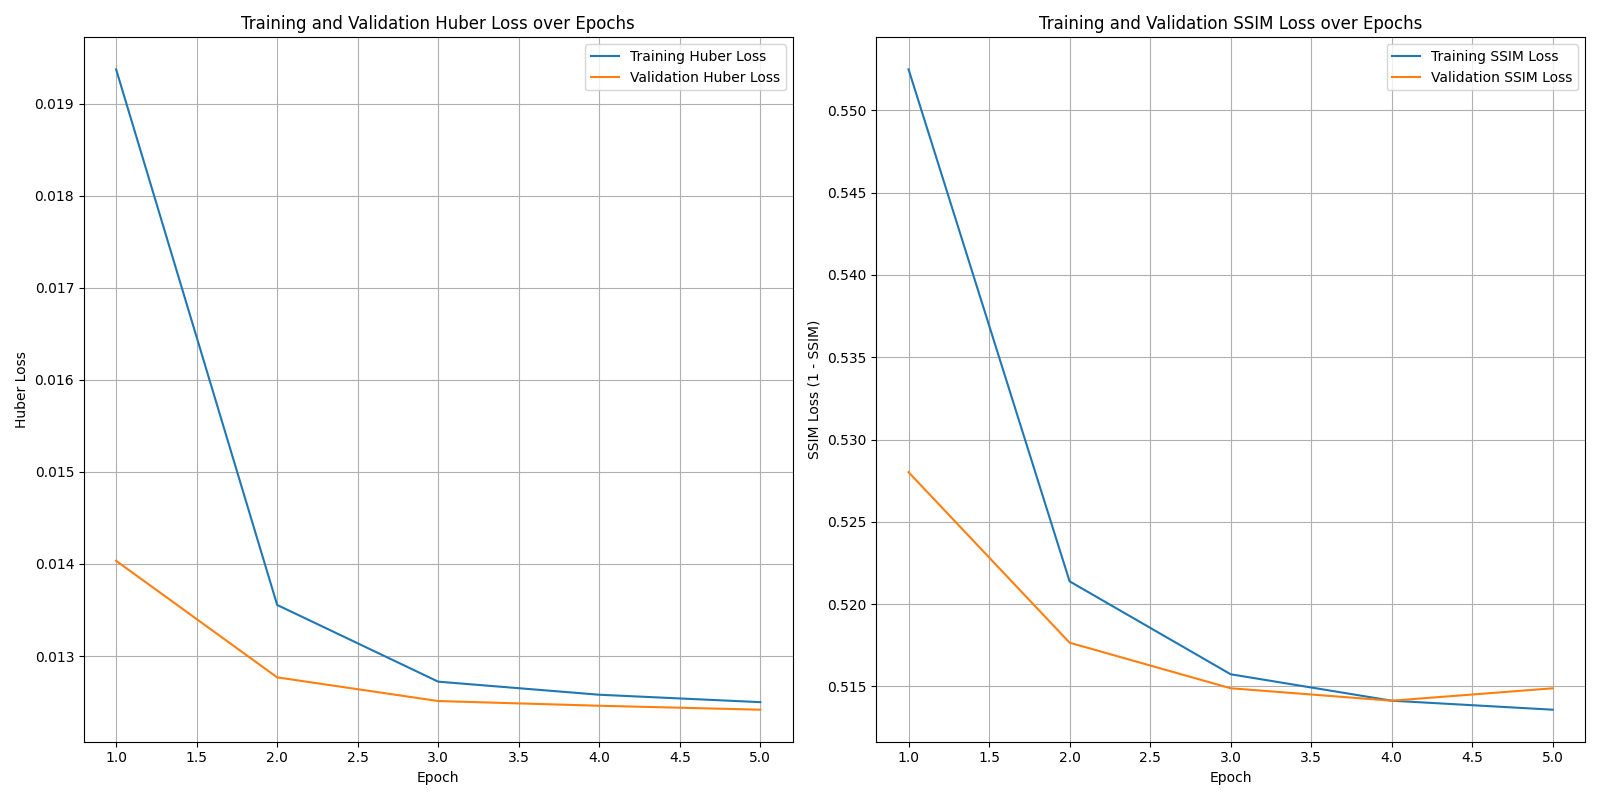 Training and Validation Huber Loss over Epochs
Training Huber Loss
Validation Huber Loss
0.019
0.018
0.017
0.016
0.015
0.014
0.013
Huber Loss
1.0 1.5 2.0 2.5 3.0 3.5 4.0 4.5 5.0
Epoch
Training and Validation SSIM Loss over Epochs
Training SSIM Loss
Validation SSIM Loss
0.550
0.545
0.540
0.535
0.530
0.525
0.520
0.515
SSIM Loss (1 - SSIM)
1.0 1.5 2.0 2.5 3.0 3.5 4.0 4.5 5.0
Epoch